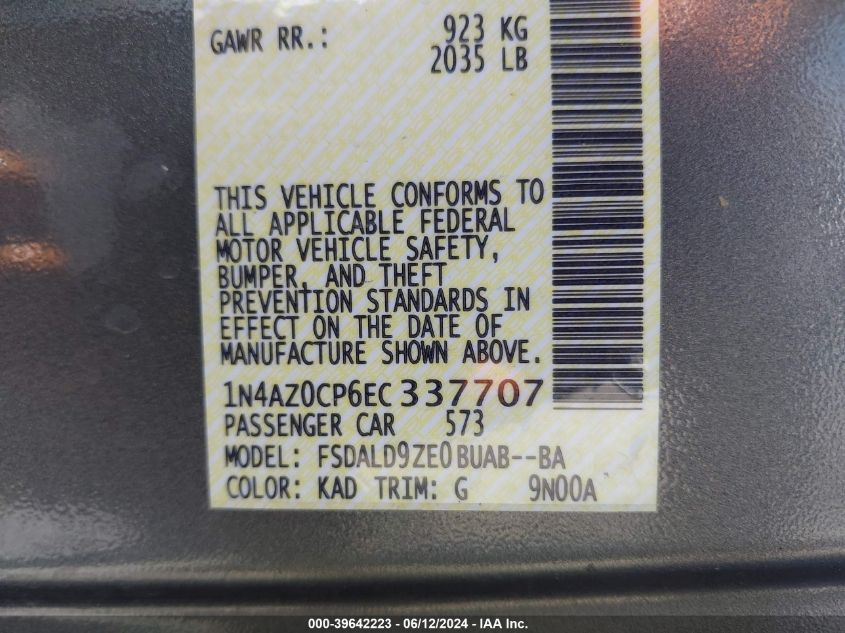 GAWR RR.: 923 KG
2035 LB
THIS VEHICLE CONFORMS TO
ALL APPLICABLE FEDERAL
MOTOR VEHICLE SAFETY,
BUMPER, AND THEFT
PREVENTION STANDARDS IN
EFFECT ON THE DATE OF
MANUFACTURE SHOWN ABOVE.
1N4AZ0CP6EC337707
PASSENGER CAR 573
MODEL: FSDALD9ZE0BUAB--BA
COLOR: KAD TRIM: G 9N00A
000-39642223 - 06/12/2024 - IAA Inc.